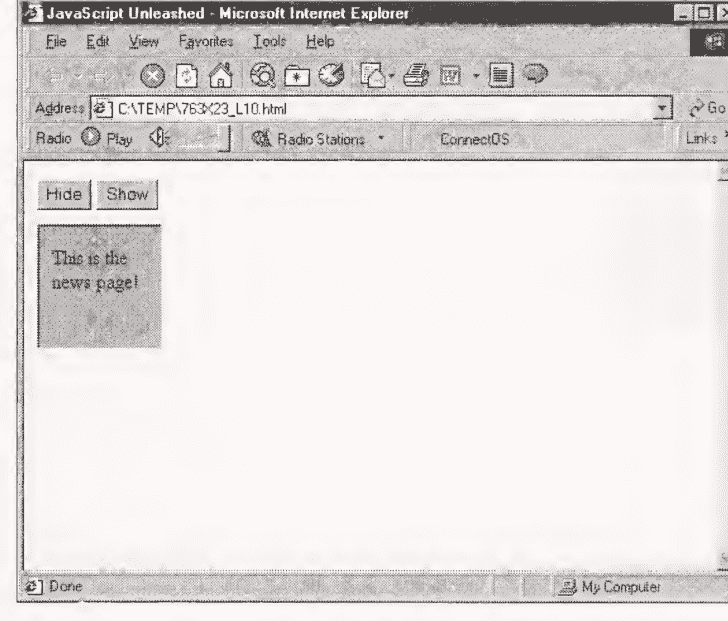 JavaScript Unleashed - Microsoft Internet Explorer
File Edit View Favorites Tools Help
Address C:\TEMP\763X23_L10.html Go
Radio Play Radio Stations ConnectOS Links
Hide Show
This is the
news page!
Done My Computer